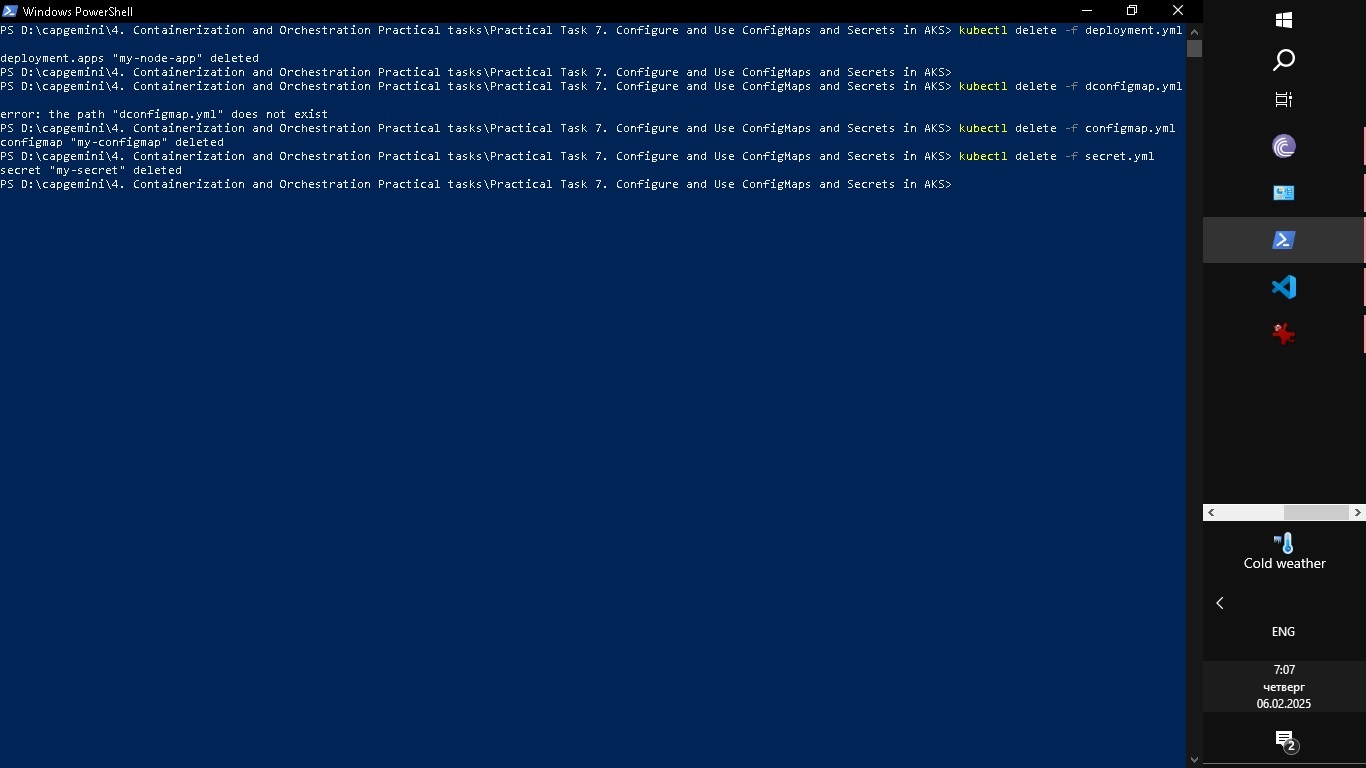 Windows PowerShell
PS D:\capgemini\4. Containerization and Orchestration Practical tasks\Practical Task 7. Configure and Use ConfigMaps and Secrets in AKS> kubectl delete -f deployment.yml
deployment.apps "my-node-app" deleted
PS D:\capgemini\4. Containerization and Orchestration Practical tasks\Practical Task 7. Configure and Use ConfigMaps and Secrets in AKS>
PS D:\capgemini\4. Containerization and Orchestration Practical tasks\Practical Task 7. Configure and Use ConfigMaps and Secrets in AKS> kubectl delete -f dconfigmap.yml
error: the path "dconfigmap.yml" does not exist
PS D:\capgemini\4. Containerization and Orchestration Practical tasks\Practical Task 7. Configure and Use ConfigMaps and Secrets in AKS> kubectl delete -f configmap.yml
configmap "my-configmap" deleted
PS D:\capgemini\4. Containerization and Orchestration Practical tasks\Practical Task 7. Configure and Use ConfigMaps and Secrets in AKS> kubectl delete -f secret.yml
secret "my-secret" deleted
PS D:\capgemini\4. Containerization and Orchestration Practical tasks\Practical Task 7. Configure and Use ConfigMaps and Secrets in AKS>
Cold weather
ENG
7:07
четверг
06.02.2025
2